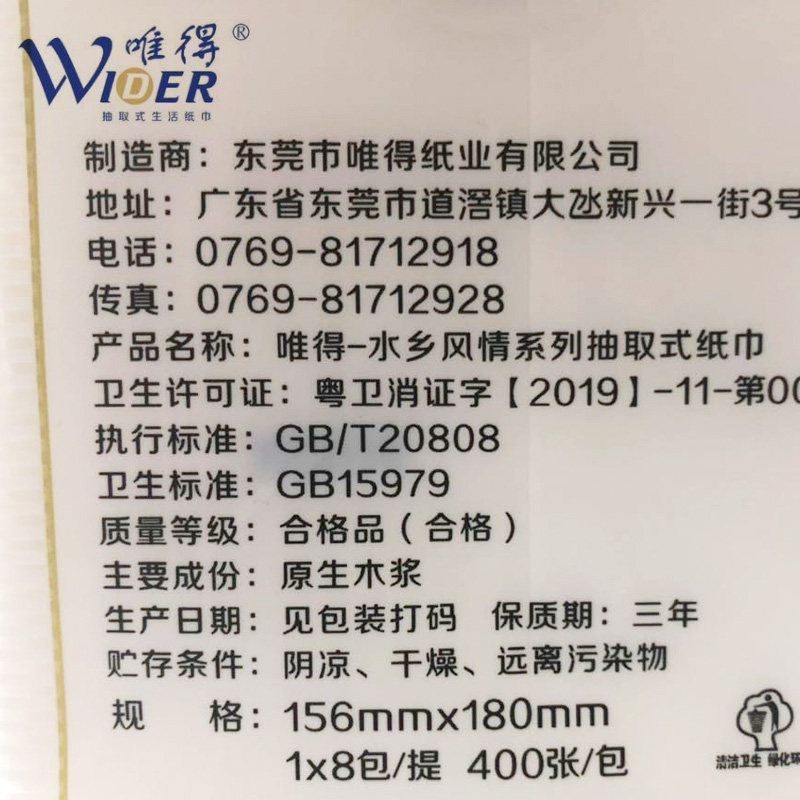 唯得®
WIDER
抽取式生活纸巾
制造商：东莞市唯得纸业有限公司
地址：广东省东莞市道滘镇大氹新兴一街3号
电话：0769-81712918
传真：0769-81712928
产品名称：唯得-水乡风情系列抽取式纸巾
卫生许可证：粤卫消证字【2019】-11-第00
执行标准：GB/T20808
卫生标准：GB15979
质量等级：合格品（合格）
主要成份：原生木浆
生产日期：见包装打码 保质期：三年
贮存条件：阴凉、干燥、远离污染物
规 格：156mmx180mm
1x8包/提 400张/包
清洁卫生 绿化环